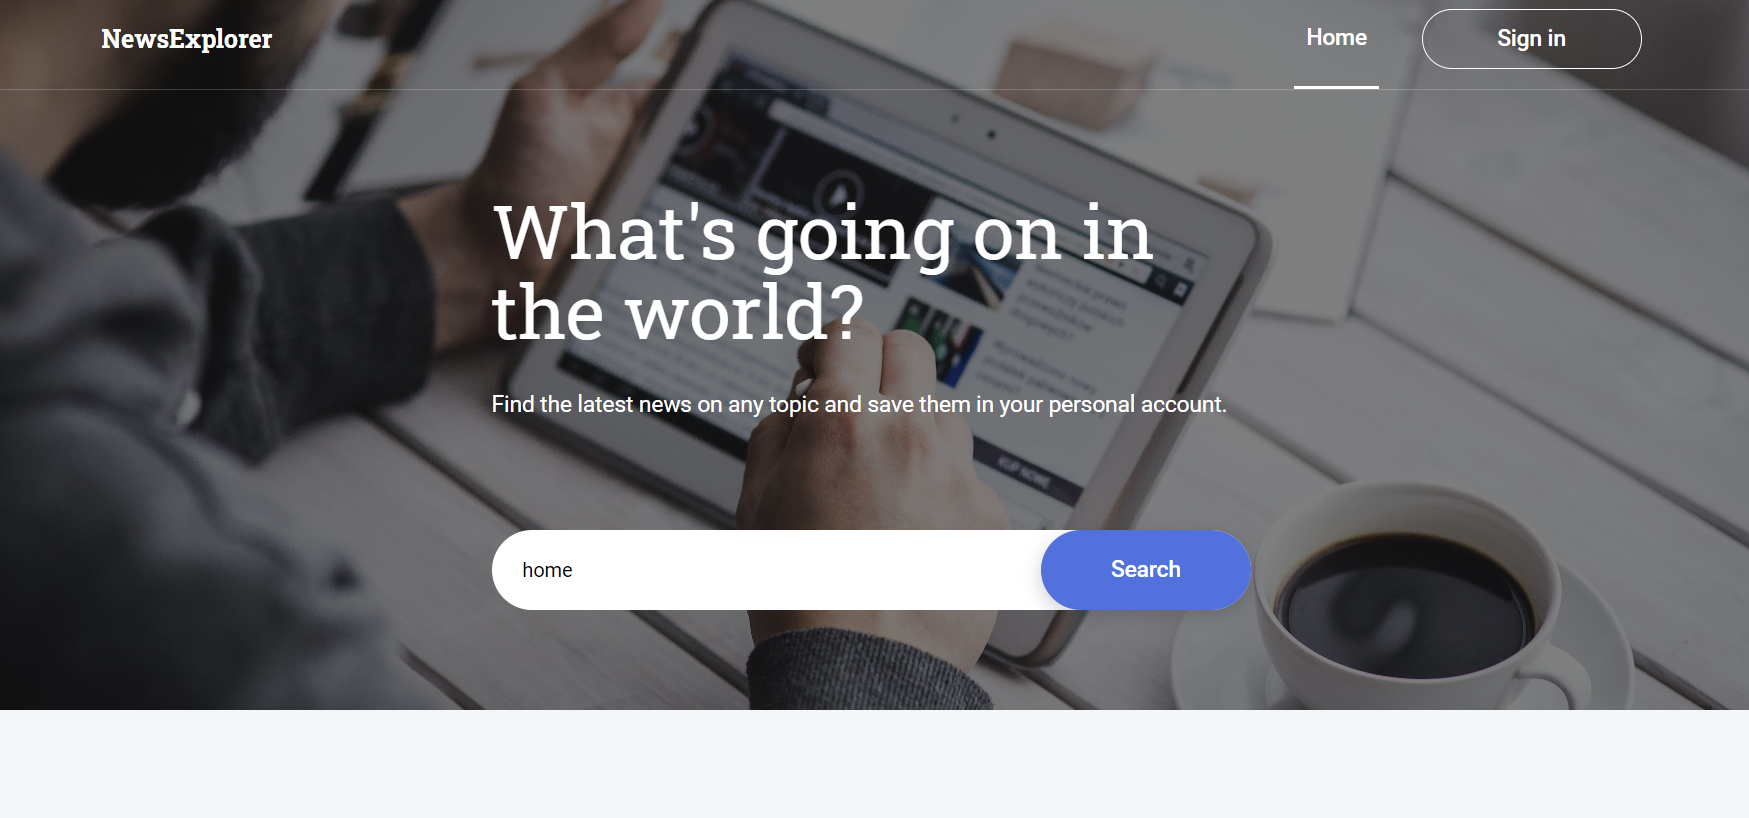 NewsExplorer
Home
Sign in
What's going on in
the world?
Find the latest news on any topic and save them in your personal account.
home
Search